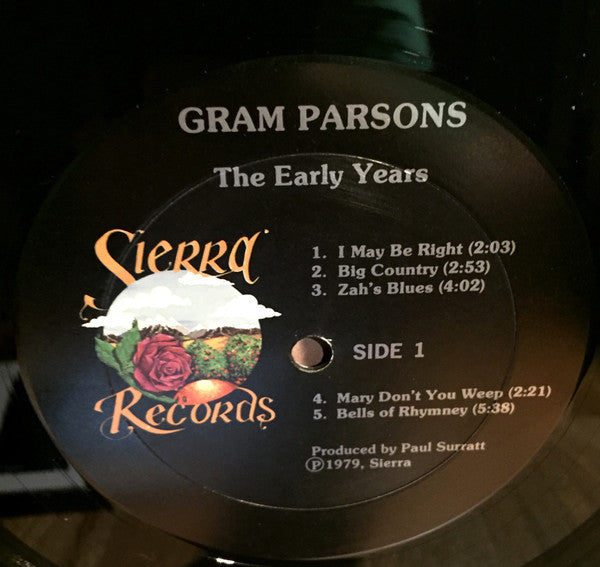 GRAM PARSONS
The Early Years
Sierra
Records
1. I May Be Right (2:03)
2. Big Country (2:53)
3. Zah's Blues (4:02)
SIDE 1
4. Mary Don't You Weep (2:21)
5. Bells of Rhymney (5:38)
Produced by Paul Surratt
Ⓟ1979, Sierra